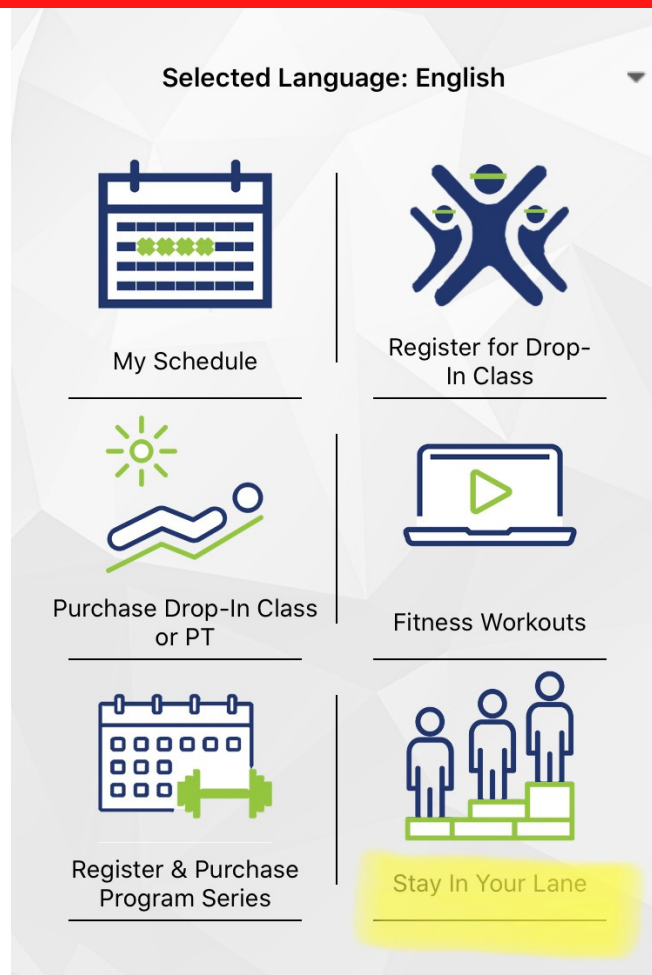 Selected Language: English
My Schedule
Register for Drop-
In Class
Purchase Drop-In Class
or PT
Fitness Workouts
Register & Purchase
Program Series
Stay In Your Lane